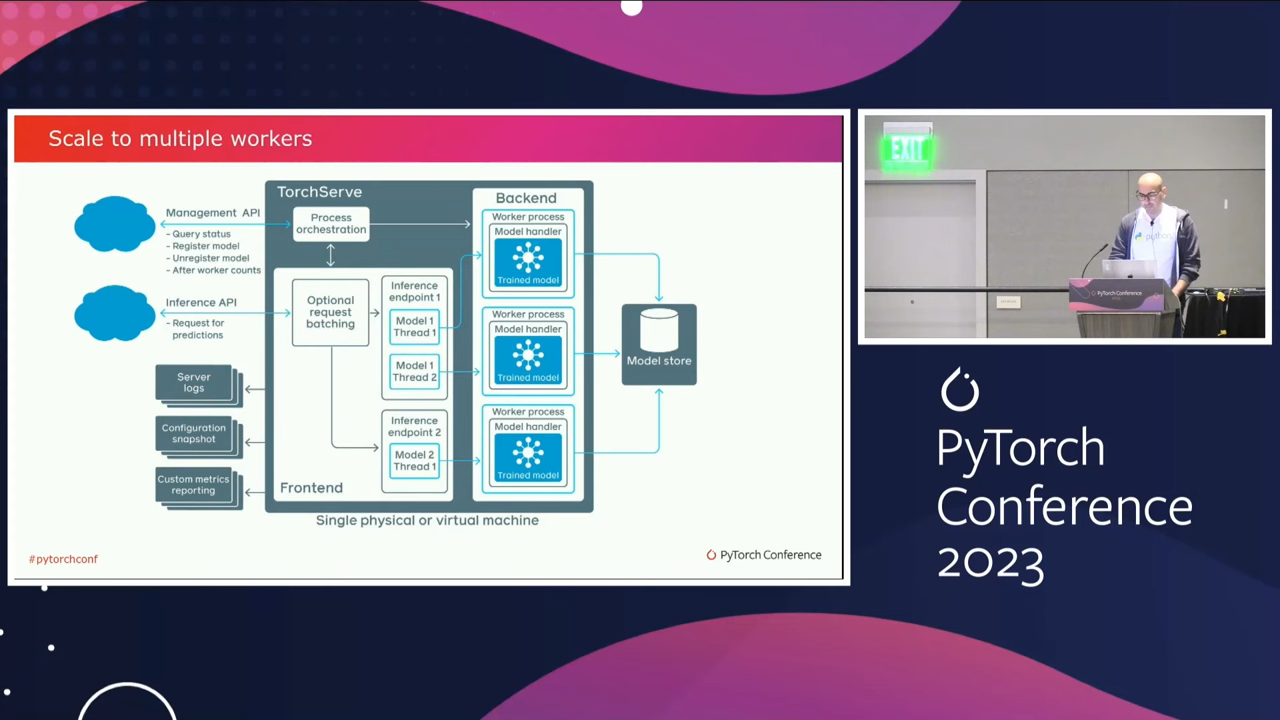 Scale to multiple workers
TorchServe
Backend
Management API
- Query status
- Register model
- Unregister model
- After worker counts
Process
orchestration
Inference API
- Request for
predictions
Optional
request
batching
Inference
endpoint 1
Model 1
Thread 1
Model 1
Thread 2
Inference
endpoint 2
Model 2
Thread 1
Frontend
Worker process
Model handler
Trained model
Worker process
Model handler
Trained model
Worker process
Model handler
Trained model
Model store
Server
logs
Configuration
snapshot
Custom metrics
reporting
Single physical or virtual machine
#pytorchconf
PyTorch Conference
EXIT
PyTorch Conference
PyTorch
Conference
2023